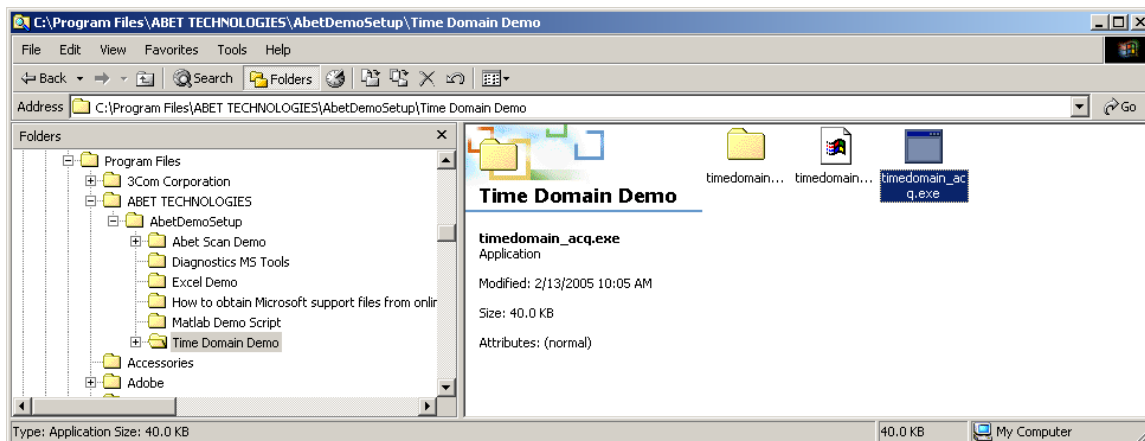 C:\Program Files\ABET TECHNOLOGIES\AbetDemoSetup\Time Domain Demo
File Edit View Favorites Tools Help
Back Search Folders
Address C:\Program Files\ABET TECHNOLOGIES\AbetDemoSetup\Time Domain Demo Go
Folders
Program Files
3Com Corporation
ABET TECHNOLOGIES
AbetDemoSetup
Abet Scan Demo
Diagnostics MS Tools
Excel Demo
How to obtain Microsoft support files from onlir
Matlab Demo Script
Time Domain Demo
Accessories
Adobe
Time Domain Demo
timedomain_acq.exe
Application
Modified: 2/13/2005 10:05 AM
Size: 40.0 KB
Attributes: (normal)
timedomain... timedomain... timedomain_ac
q.exe
Type: Application Size: 40.0 KB 40.0 KB My Computer